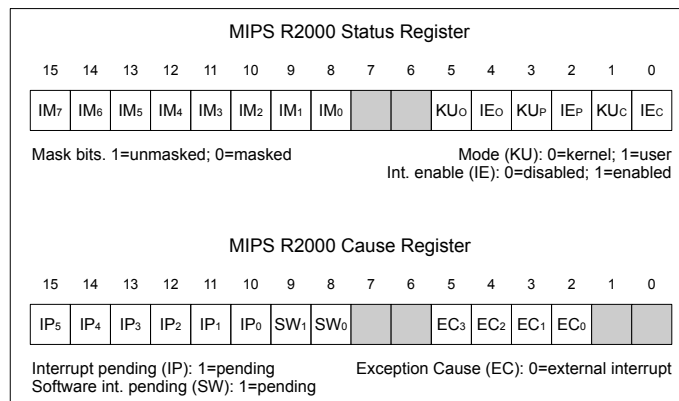 MIPS R2000 Status Register
15 14 13 12 11 10 9 8 7 6 5 4 3 2 1 0
IM7 IM6 IM5 IM4 IM3 IM2 IM1 IM0 KUO IEO KUP IEP KUC IEC
Mask bits. 1=unmasked; 0=masked Mode (KU): 0=kernel; 1=user
Int. enable (IE): 0=disabled; 1=enabled
MIPS R2000 Cause Register
15 14 13 12 11 10 9 8 7 6 5 4 3 2 1 0
IP5 IP4 IP3 IP2 IP1 IP0 SW1 SW0 EC3 EC2 EC1 EC0
Interrupt pending (IP): 1=pending Exception Cause (EC): 0=external interrupt
Software int. pending (SW): 1=pending